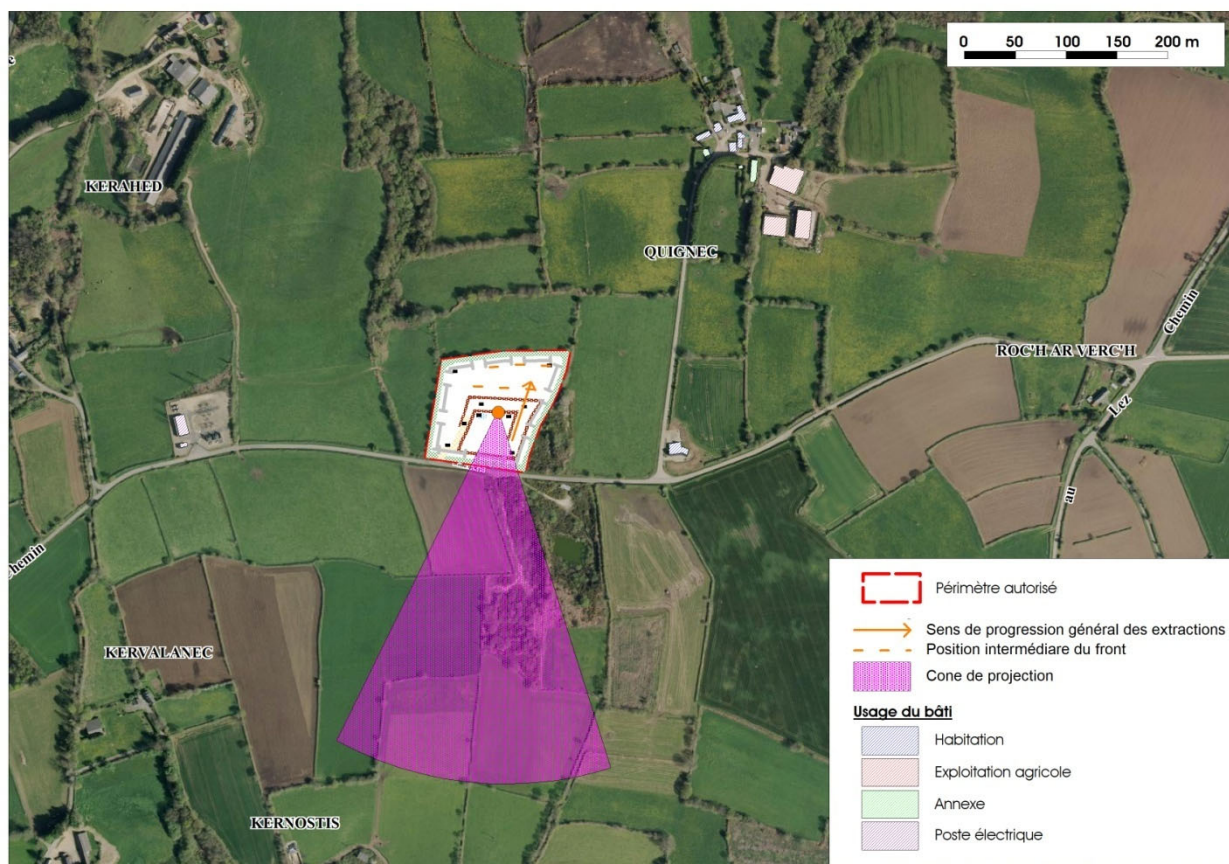 0 50 100 150 200 m
KERAHED
QUIGNEC
ROC'H AR VERC'H
Chemin
Lez
au
Chemin
KERVALANEC
KERNOSTIS
Périmètre autorisé
Sens de progression général des extractions
Position intermédiare du front
Cone de projection
Usage du bâti
Habitation
Exploitation agricole
Annexe
Poste électrique